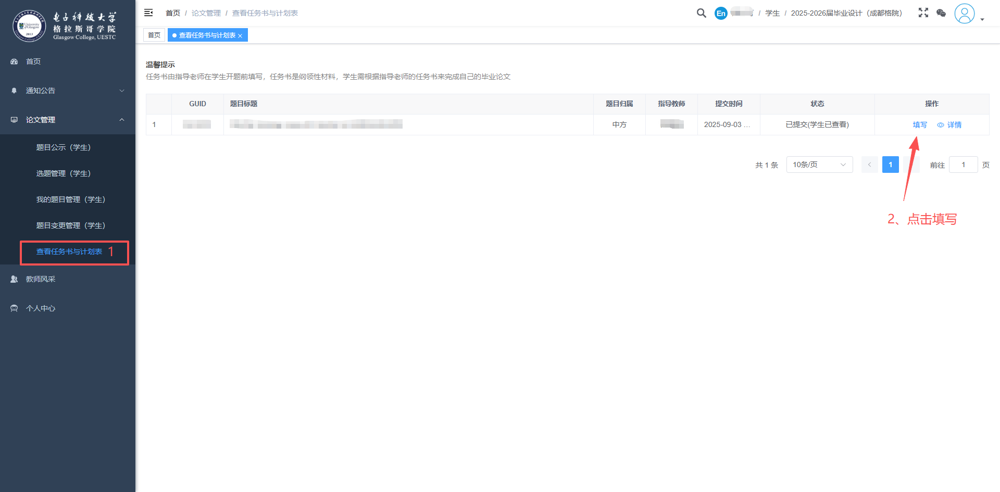 电子科技大学
格拉斯哥学院
Glasgow College, UESTC
University of Glasgow
2013
首页
通知公告
论文管理
题目公示（学生）
选题管理（学生）
我的题目管理（学生）
题目变更管理（学生）
查看任务书与计划表 1
教师风采
个人中心
首页 / 论文管理 / 查看任务书与计划表
En / 学生 / 2025-2026届毕业设计（成都格院）
首页
查看任务书与计划表 ×
温馨提示
任务书由指导老师在学生开题前填写，任务书是纲领性材料，学生需根据指导老师的任务书来完成自己的毕业论文
GUID 题目标题 题目归属 指导教师 提交时间 状态 操作
1 中方 2025-09-03 ... 已提交(学生已查看) 填写 详情
共 1 条 10条/页 < 1 前往 1 页
2、点击填写